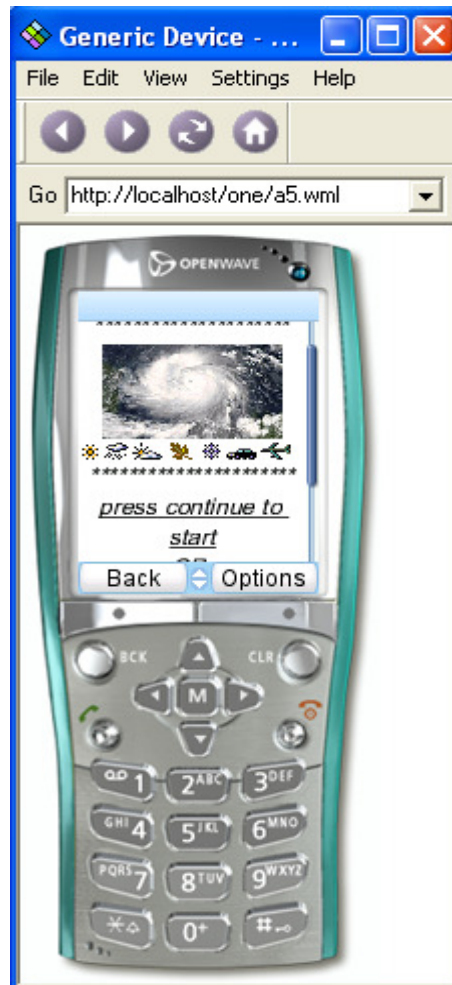 Generic Device - ...
File Edit View Settings Help
Go http://localhost/one/a5.wml
OPENWAVE
**********************
***********************
press continue to
start
Back Options
BCK CLR
M
1 2ABC 3DEF
GHI4 5JKL 6MNO
PQRS7 8TUV 9WXYZ
* 0+ #